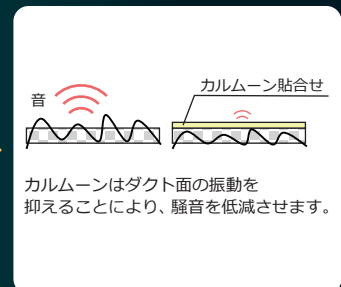 音
カルムーン貼合せ
カルムーンはダクト面の振動を
抑えることにより、騒音を低減させます。